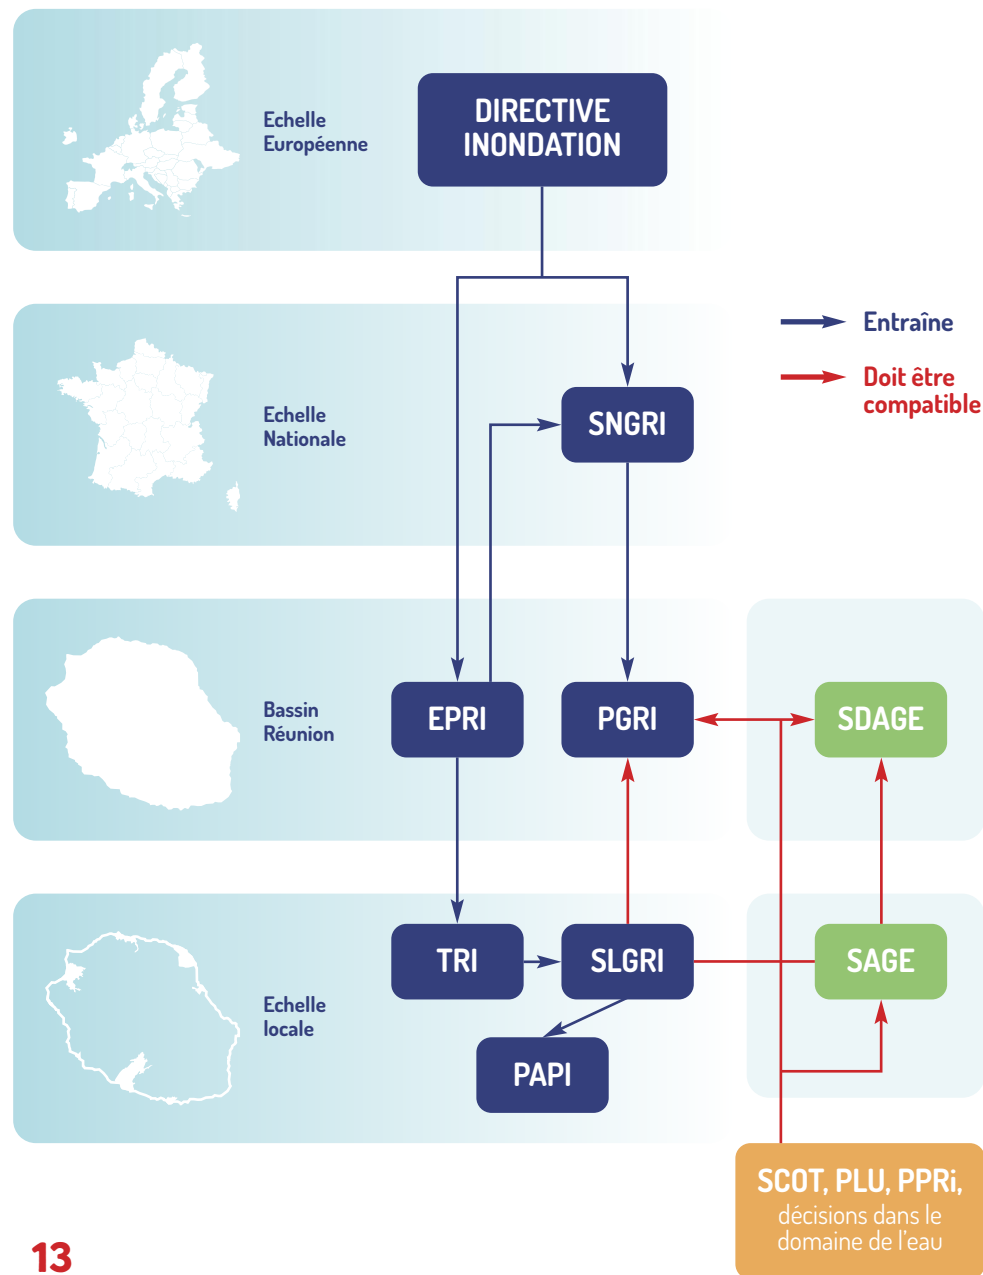 Echelle
Européenne
DIRECTIVE
INONDATION
Entraîne
Doit être
compatible
Echelle
Nationale
SNGRI
Bassin
Réunion
EPRI
PGRI
SDAGE
Echelle
locale
TRI
SLGRI
SAGE
PAPI
SCOT, PLU, PPRi,
décisions dans le
domaine de l'eau
13